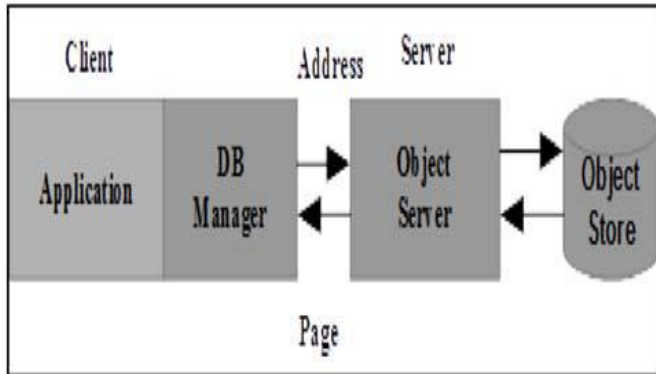 Client
Address
Server
Application
DB
Manager
Object
Server
Object
Store
Page